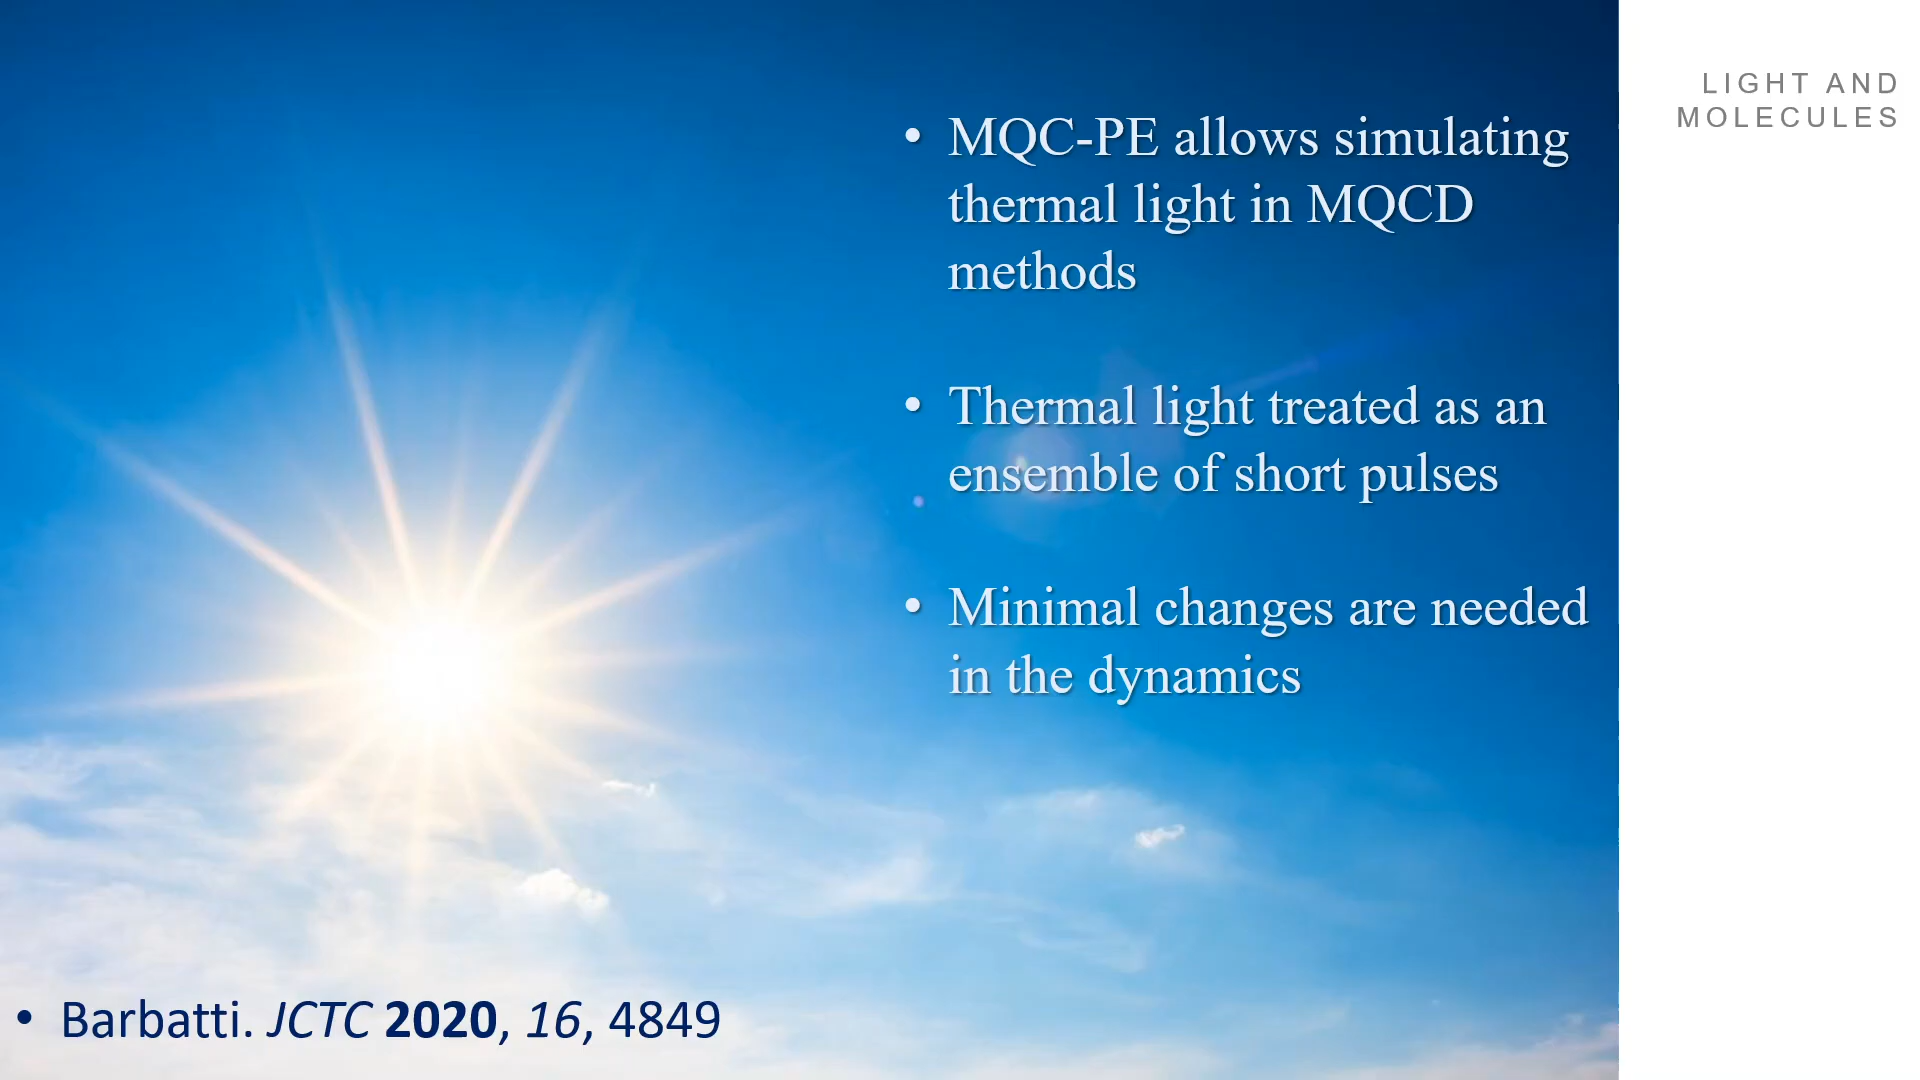 LIGHT AND
MOLECULES
• MQC-PE allows simulating
thermal light in MQCD
methods
• Thermal light treated as an
ensemble of short pulses
• Minimal changes are needed
in the dynamics
• Barbatti. JCTC 2020, 16, 4849